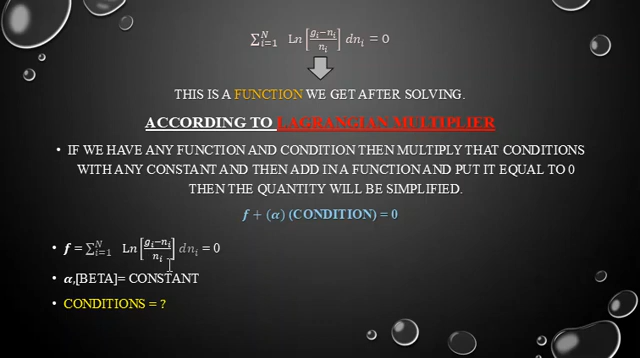 ∑ᵢ₌₁ᴺ Ln [gᵢ−nᵢ / nᵢ] dnᵢ = 0
THIS IS A FUNCTION WE GET AFTER SOLVING.
ACCORDING TO LAGRANGIAN MULTIPLIER
• IF WE HAVE ANY FUNCTION AND CONDITION THEN MULTIPLY THAT CONDITIONS
WITH ANY CONSTANT AND THEN ADD IN A FUNCTION AND PUT IT EQUAL TO 0
THEN THE QUANTITY WILL BE SIMPLIFIED.
f + (α) (CONDITION) = 0
• f = ∑ᵢ₌₁ᴺ Ln [gᵢ−nᵢ / nᵢ] dnᵢ = 0
• α,[BETA]= CONSTANT
• CONDITIONS = ?